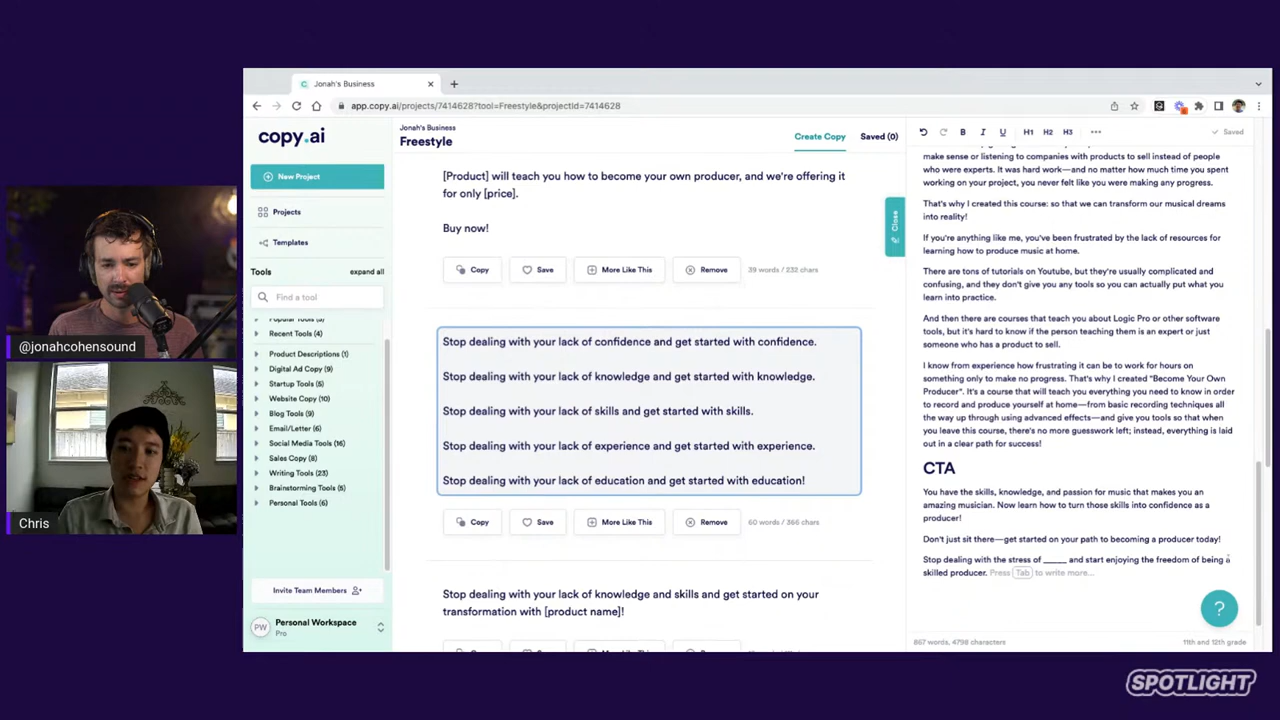 Jonah's Business
app.copy.ai/projects/7414628?tool=Freestyle&projectid=7414628
copy.ai
New Project
Projects
Templates
Tools
expand all
Find a tool
Popular Tools (5)
Recent Tools (4)
Product Descriptions (1)
Digital Ad Copy (9)
Startup Tools (5)
Website Copy (10)
Blog Tools (9)
Email/Letter (6)
Social Media Tools (16)
Sales Copy (8)
Writing Tools (23)
Brainstorming Tools (5)
Personal Tools (6)
Invite Team Members
PW
Personal Workspace
Pro
Jonah's Business
Freestyle
Create Copy
Saved (0)
[Product] will teach you how to become your own producer, and we're offering it
for only [price].
Buy now!
Copy
Save
More Like This
Remove
39 words / 232 chars
Stop dealing with your lack of confidence and get started with confidence.
Stop dealing with your lack of knowledge and get started with knowledge.
Stop dealing with your lack of skills and get started with skills.
Stop dealing with your lack of experience and get started with experience.
Stop dealing with your lack of education and get started with education!
Copy
Save
More Like This
Remove
60 words / 366 chars
Stop dealing with your lack of knowledge and skills and get started on your
transformation with [product name]!
Close
B
I
U
H1
H2
H3
Saved
make sense or listening to companies with products to sell instead of people
who were experts. It was hard work—and no matter how much time you spent
working on your project, you never felt like you were making any progress.
That's why I created this course: so that we can transform our musical dreams
into reality!
If you're anything like me, you've been frustrated by the lack of resources for
learning how to produce music at home.
There are tons of tutorials on Youtube, but they're usually complicated and
confusing, and they don't give you any tools so you can actually put what you
learn into practice.
And then there are courses that teach you about Logic Pro or other software
tools, but it's hard to know if the person teaching them is an expert or just
someone who has a product to sell.
I know from experience how frustrating it can be to work for hours on
something only to make no progress. That's why I created "Become Your Own
Producer". It's a course that will teach you everything you need to know in order
to record and produce yourself at home—from basic recording techniques all
the way up through using advanced effects—and give you tools so that when
you leave this course, there's no more guesswork left; instead, everything is laid
out in a clear path for success!
CTA
You have the skills, knowledge, and passion for music that makes you an
amazing musician. Now learn how to turn those skills into confidence as a
producer!
Don't just sit there—get started on your path to becoming a producer today!
Stop dealing with the stress of _____ and start enjoying the freedom of being a
skilled producer. Press Tab to write more...
?
867 words, 4798 characters
11th and 12th grade
@jonahcohensound
Chris
SPOTLIGHT